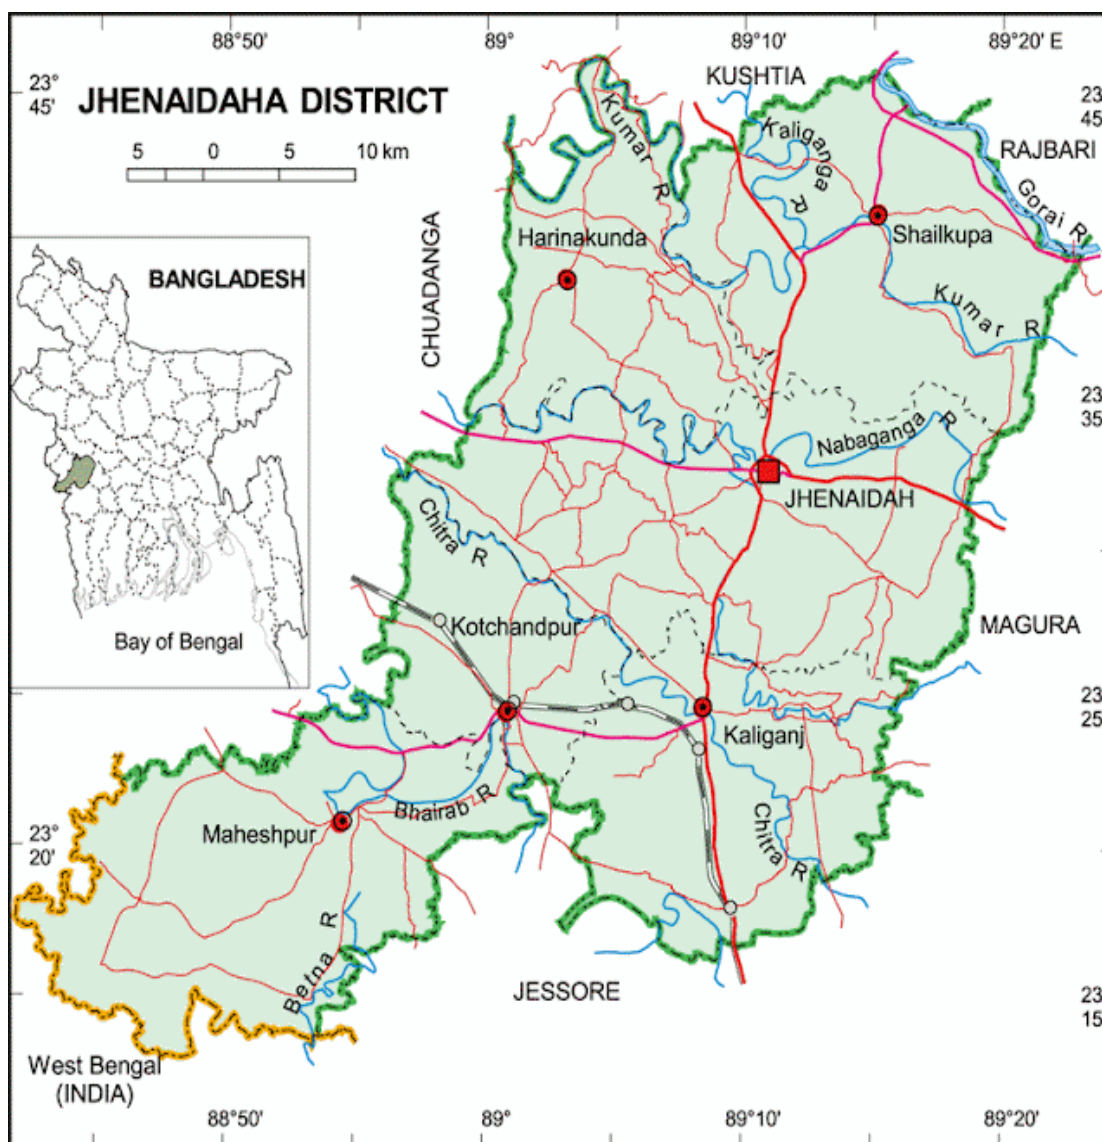 88°50'
89°
89°10'
89°20' E
23°
45'
JHENAIDAHA DISTRICT
5 0 5 10 km
KUSHTIA
23
45
RAJBARI
Kumar R
Kaliganga R
Gorai R
CHUADANGA
Harinakunda
Shailkupa
Kumar R
BANGLADESH
Bay of Bengal
23
35
Nabaganga R
JHENAIDAH
Chitra R
Kotchandpur
MAGURA
23
25
Kaliganj
Bhairab R
Maheshpur
23°
20'
Chitra R
Betna R
JESSORE
23
15
West Bengal
(INDIA)
88°50'
89°
89°10'
89°20'